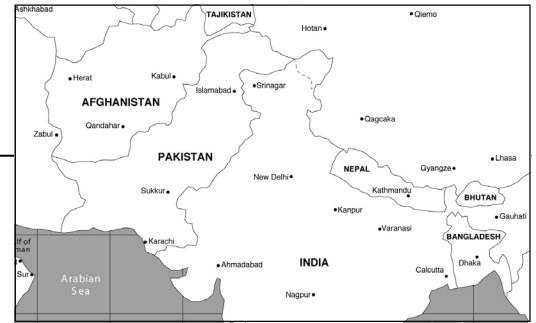 Ashkhabad
TAJIKISTAN
Qiemo
Hotan
Herat
Kabul
Islamabad
Srinagar
AFGHANISTAN
Qandahar
Zabul
Qagcaka
PAKISTAN
Lhasa
NEPAL
Gyangze
New Delhi
Sukkur
Kathmandu
BHUTAN
Kanpur
Gauhati
Varanasi
BANGLADESH
lf of
man
Karachi
Dhaka
Ahmadabad
INDIA
Calcutta
Sur
Arabian
Sea
Nagpur